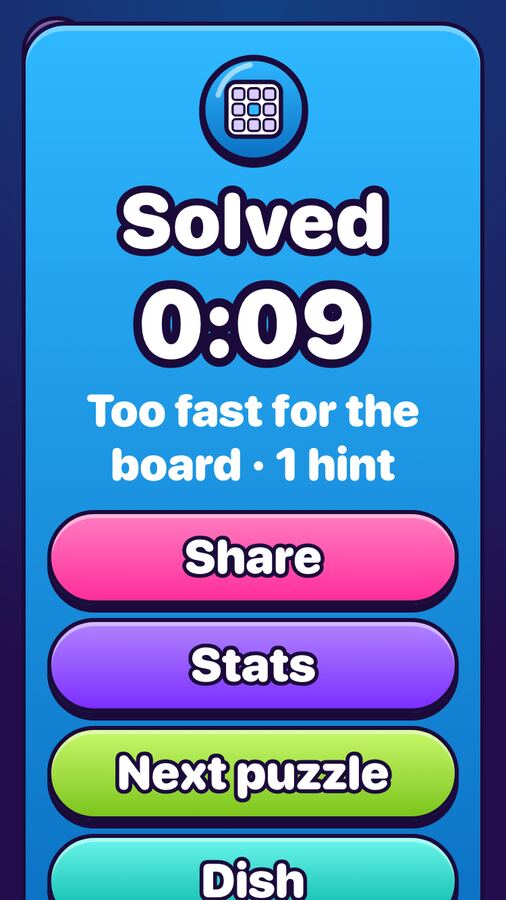 Solved
0:09
Too fast for the
board · 1 hint
Share
Stats
Next puzzle
Dish